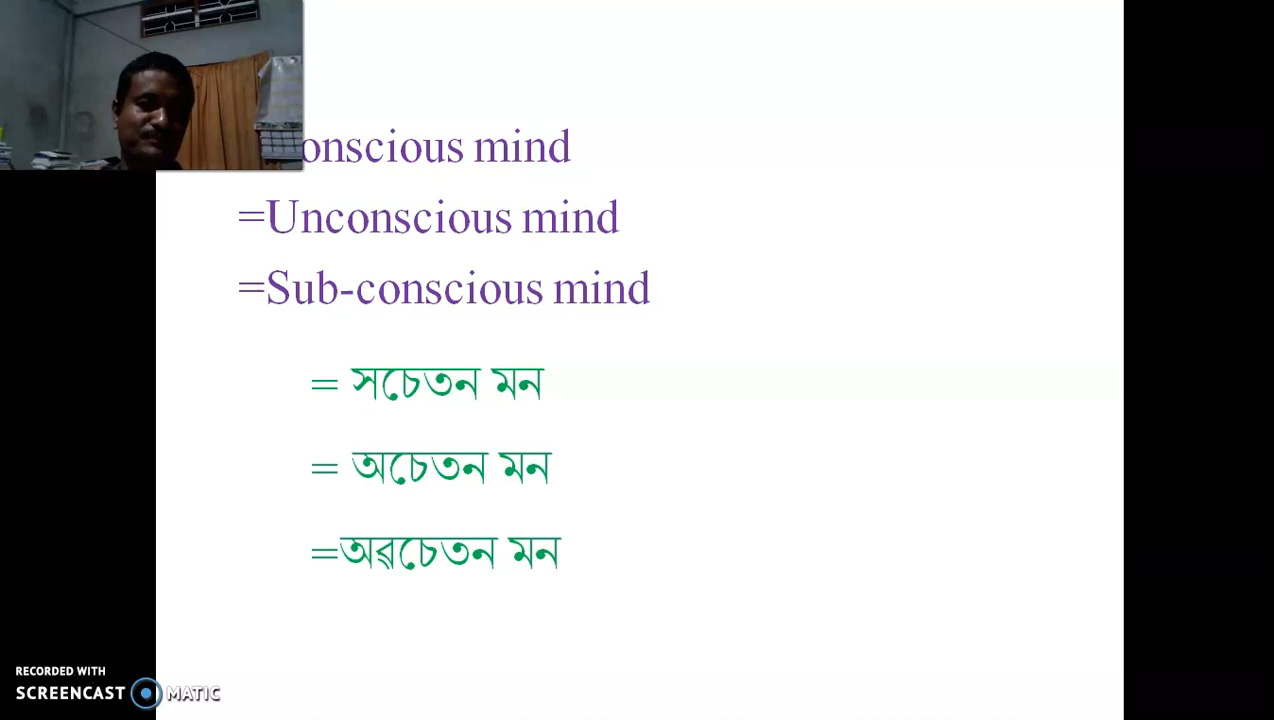 onscious mind
=Unconscious mind
=Sub-conscious mind
= সচেতন মন
= অচেতন মন
=অৱচেতন মন
RECORDED WITH
SCREENCAST MATIC